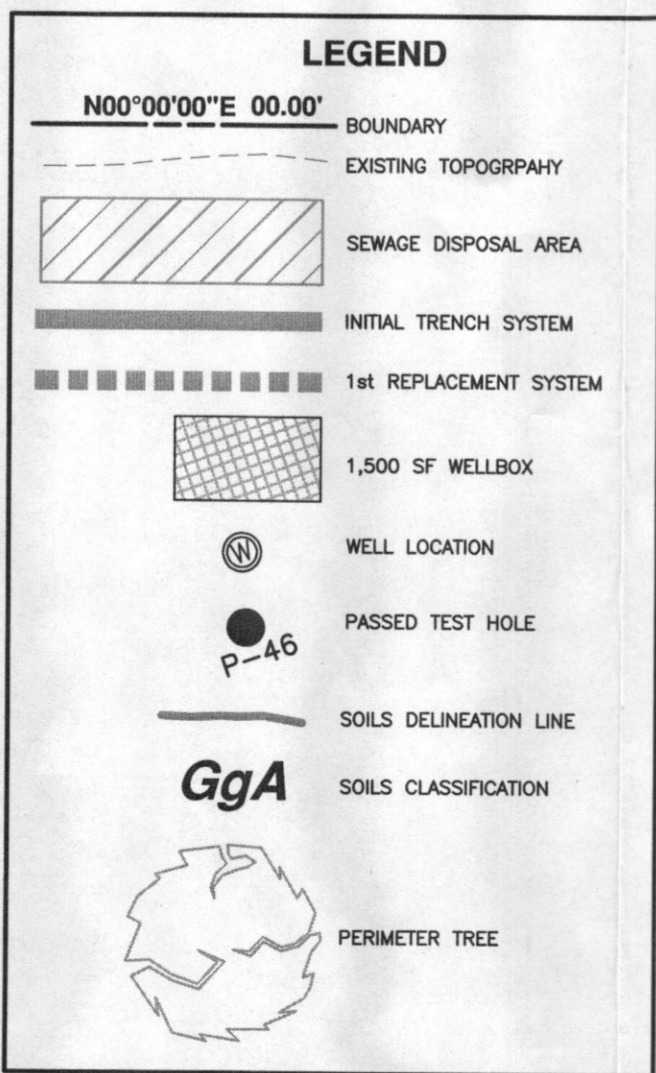 LEGEND
N00°00'00"E 00.00'
BOUNDARY
EXISTING TOPOGRPAHY
SEWAGE DISPOSAL AREA
INITIAL TRENCH SYSTEM
1st REPLACEMENT SYSTEM
1,500 SF WELLBOX
W
WELL LOCATION
PASSED TEST HOLE
P-46
SOILS DELINEATION LINE
GgA
SOILS CLASSIFICATION
PERIMETER TREE